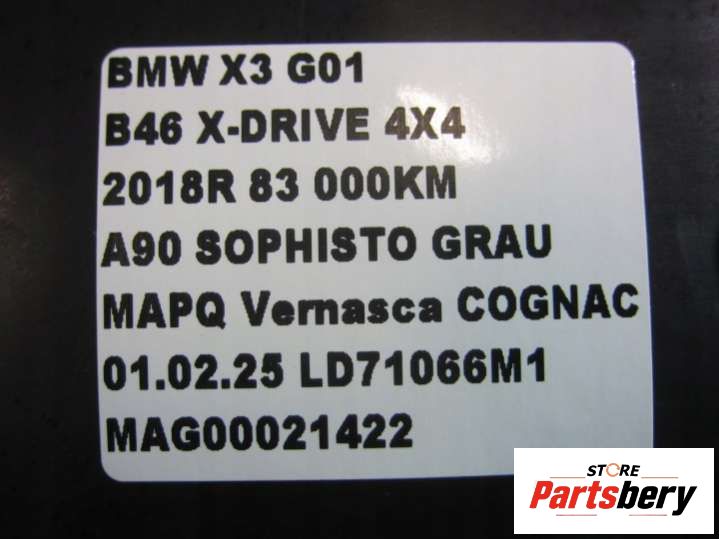 BMW X3 G01
B46 X-DRIVE 4X4
2018R 83 000KM
A90 SOPHISTO GRAU
MAPQ Vernasca COGNAC
01.02.25 LD71066M1
MAG00021422
STORE
Partsbery